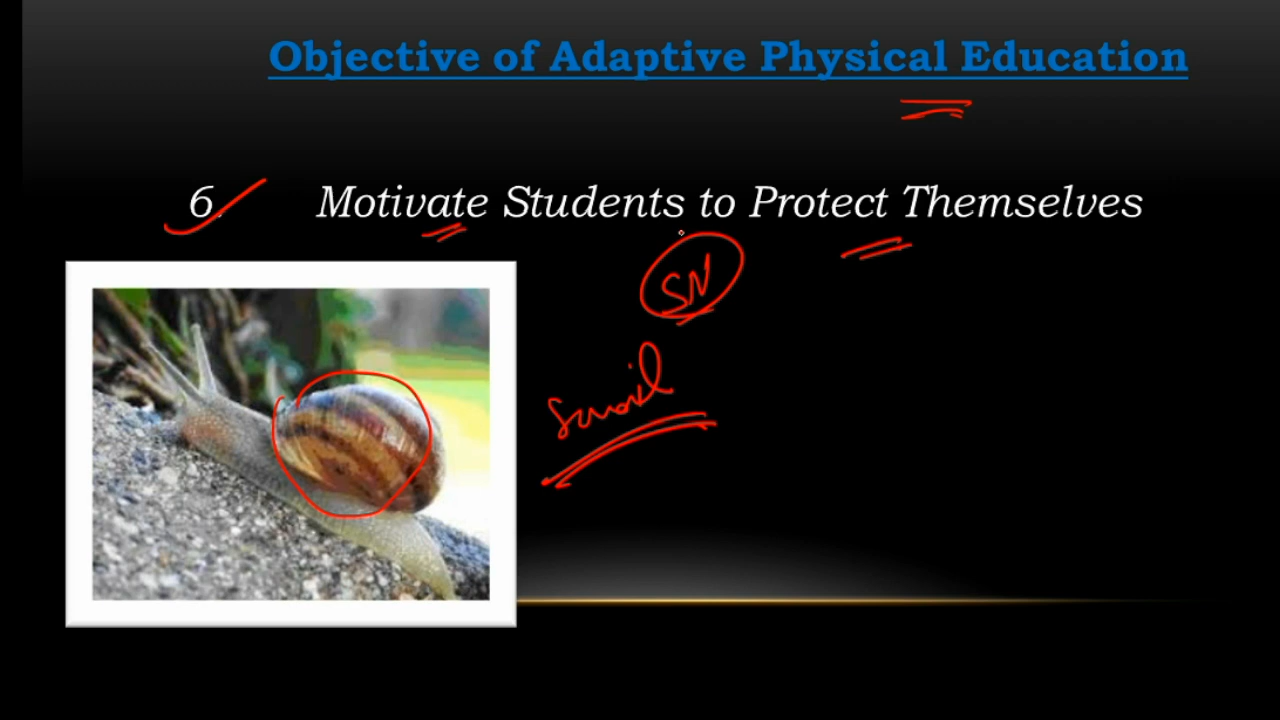 Objective of Adaptive Physical Education
6. Motivate Students to Protect Themselves
SN
Snail